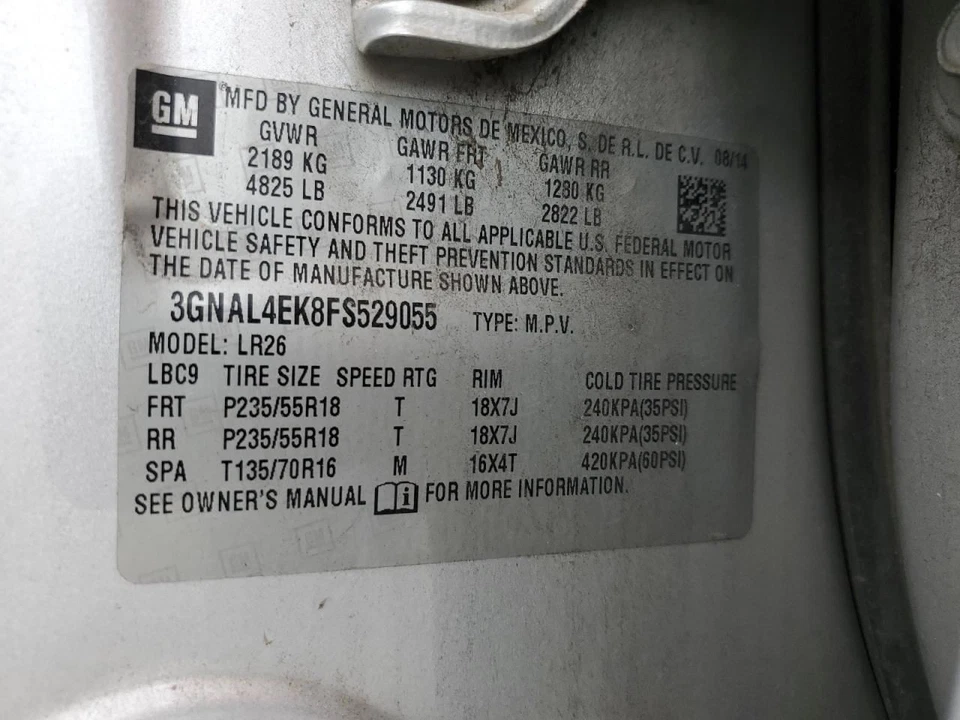 GM
MFD BY GENERAL MOTORS DE MEXICO, S. DE R.L. DE C.V. 08/14
GVWR GAWR FRT GAWR RR
2189 KG 1130 KG 1280 KG
4825 LB 2491 LB 2822 LB
THIS VEHICLE CONFORMS TO ALL APPLICABLE U.S. FEDERAL MOTOR
VEHICLE SAFETY AND THEFT PREVENTION STANDARDS IN EFFECT ON
THE DATE OF MANUFACTURE SHOWN ABOVE.
3GNAL4EK8FS529055 TYPE: M.P.V.
MODEL: LR26
LBC9 TIRE SIZE SPEED RTG RIM COLD TIRE PRESSURE
FRT P235/55R18 T 18X7J 240KPA(35PSI)
RR P235/55R18 T 18X7J 240KPA(35PSI)
SPA T135/70R16 M 16X4T 420KPA(60PSI)
SEE OWNER'S MANUAL i FOR MORE INFORMATION.